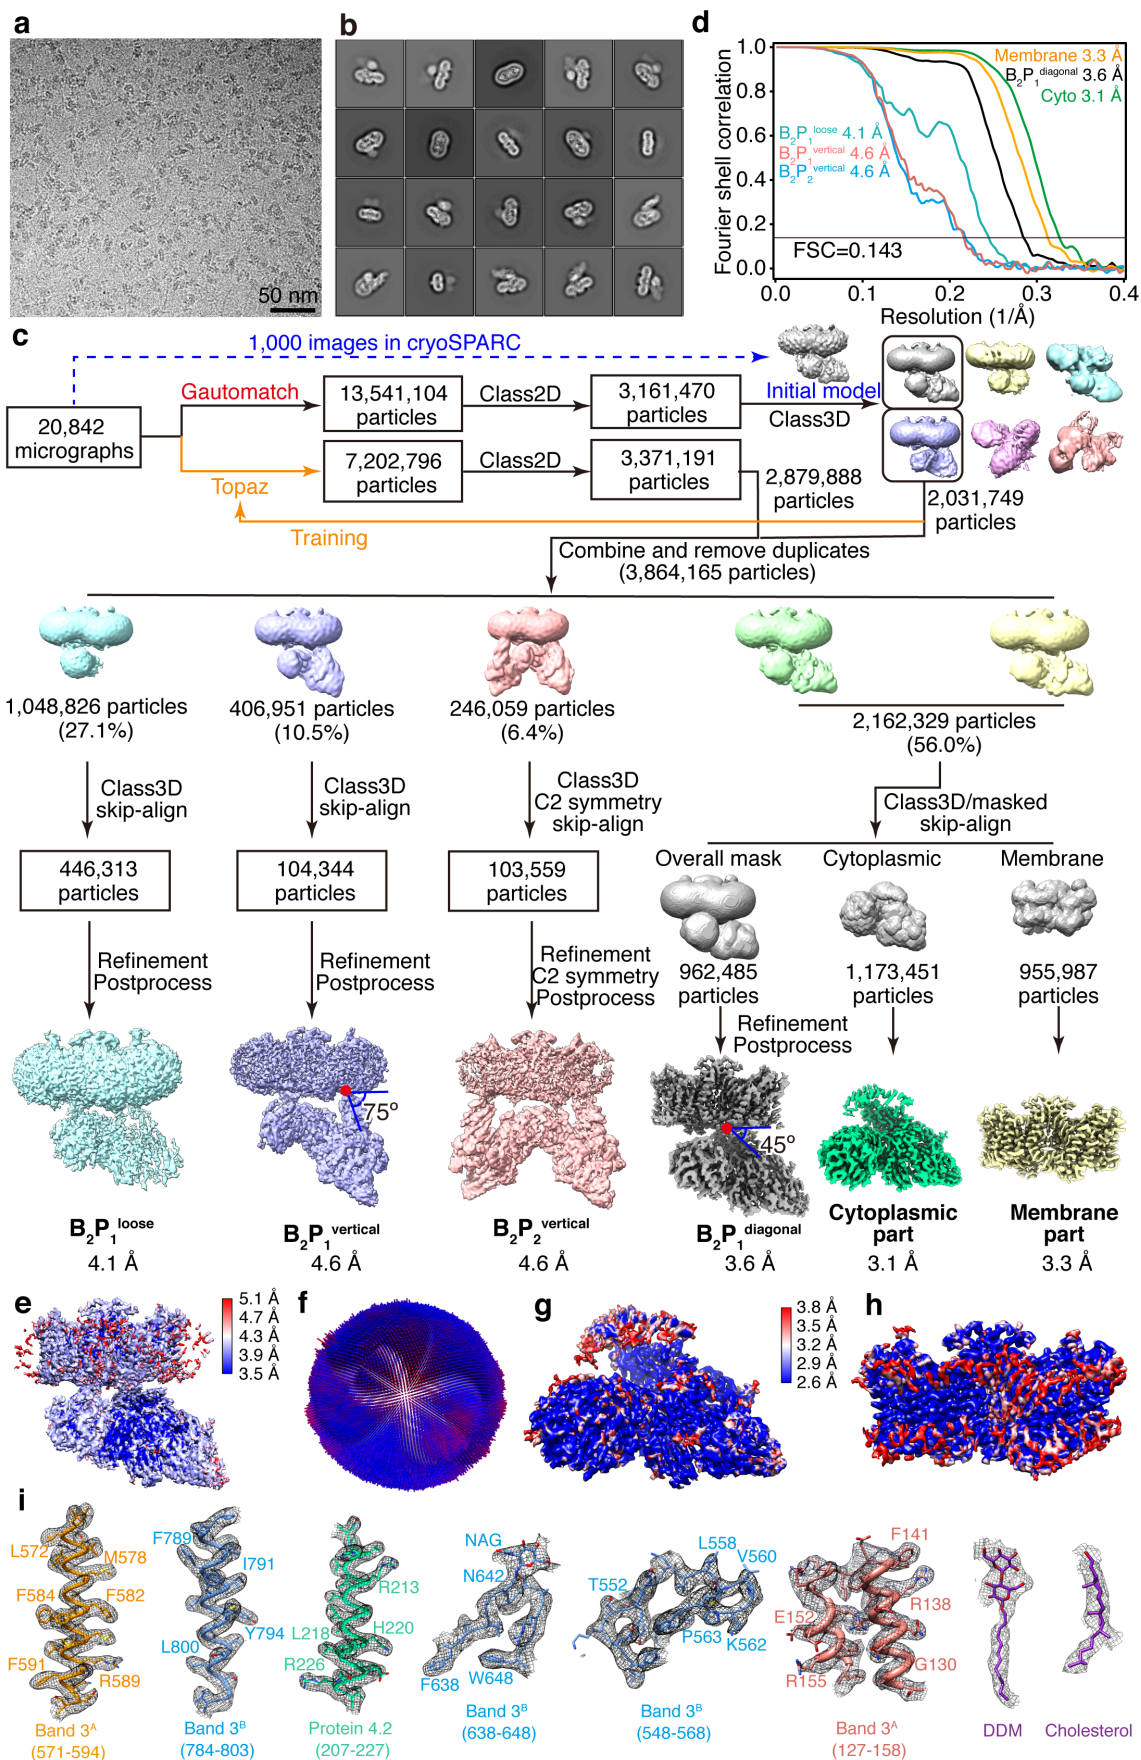 a
50 nm
b
d
Fourier shell correlation
1.0
0.8
0.6
0.4
0.2
0.0
Membrane 3.3 Å
B2P1diagonal 3.6 Å
Cyto 3.1 Å
B2P1loose 4.1 Å
B2P1vertical 4.6 Å
B2P2vertical 4.6 Å
FSC=0.143
0.0 0.1 0.2 0.3 0.4
Resolution (1/Å)
c
1,000 images in cryoSPARC
20,842
micrographs
Gautomatch
13,541,104
particles
Class2D
3,161,470
particles
Initial model
Class3D
Topaz
7,202,796
particles
Class2D
3,371,191
particles
2,879,888
particles
2,031,749
particles
Training
Combine and remove duplicates
(3,864,165 particles)
1,048,826 particles
(27.1%)
406,951 particles
(10.5%)
246,059 particles
(6.4%)
2,162,329 particles
(56.0%)
Class3D
skip-align
Class3D
skip-align
Class3D
C2 symmetry
skip-align
Class3D/masked
skip-align
446,313
particles
104,344
particles
103,559
particles
Overall mask
Cytoplasmic
Membrane
962,485
particles
1,173,451
particles
955,987
particles
Refinement
Postprocess
Refinement
Postprocess
Refinement
C2 symmetry
Postprocess
Refinement
Postprocess
75º
45º
B2P1loose
4.1 Å
B2P1vertical
4.6 Å
B2P2vertical
4.6 Å
B2P1diagonal
3.6 Å
Cytoplasmic
part
3.1 Å
Membrane
part
3.3 Å
e
5.1 Å
4.7 Å
4.3 Å
3.9 Å
3.5 Å
f
g
3.8 Å
3.5 Å
3.2 Å
2.9 Å
2.6 Å
h
i
L572
M578
F584
F582
F591
R589
Band 3A
(571-594)
F789
I791
L800
Y794
Band 3B
(784-803)
R213
L218
H220
R226
Protein 4.2
(207-227)
NAG
N642
F638
W648
Band 3B
(638-648)
L558
V560
T552
P563
K562
Band 3B
(548-568)
F141
R138
E152
G130
R155
Band 3A
(127-158)
DDM
Cholesterol